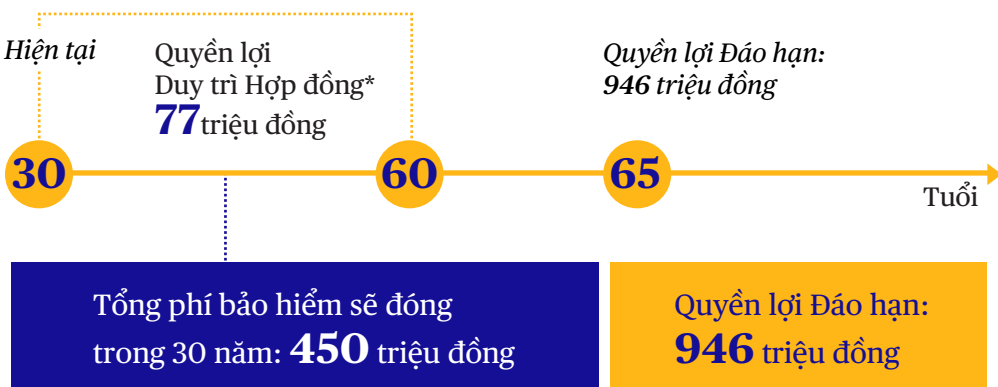 Hiện tại
Quyền lợi
Duy trì Hợp đồng*
77 triệu đồng
Quyền lợi Đáo hạn:
946 triệu đồng
30
60
65
Tuổi
Tổng phí bảo hiểm sẽ đóng
trong 30 năm: 450 triệu đồng
Quyền lợi Đáo hạn:
946 triệu đồng